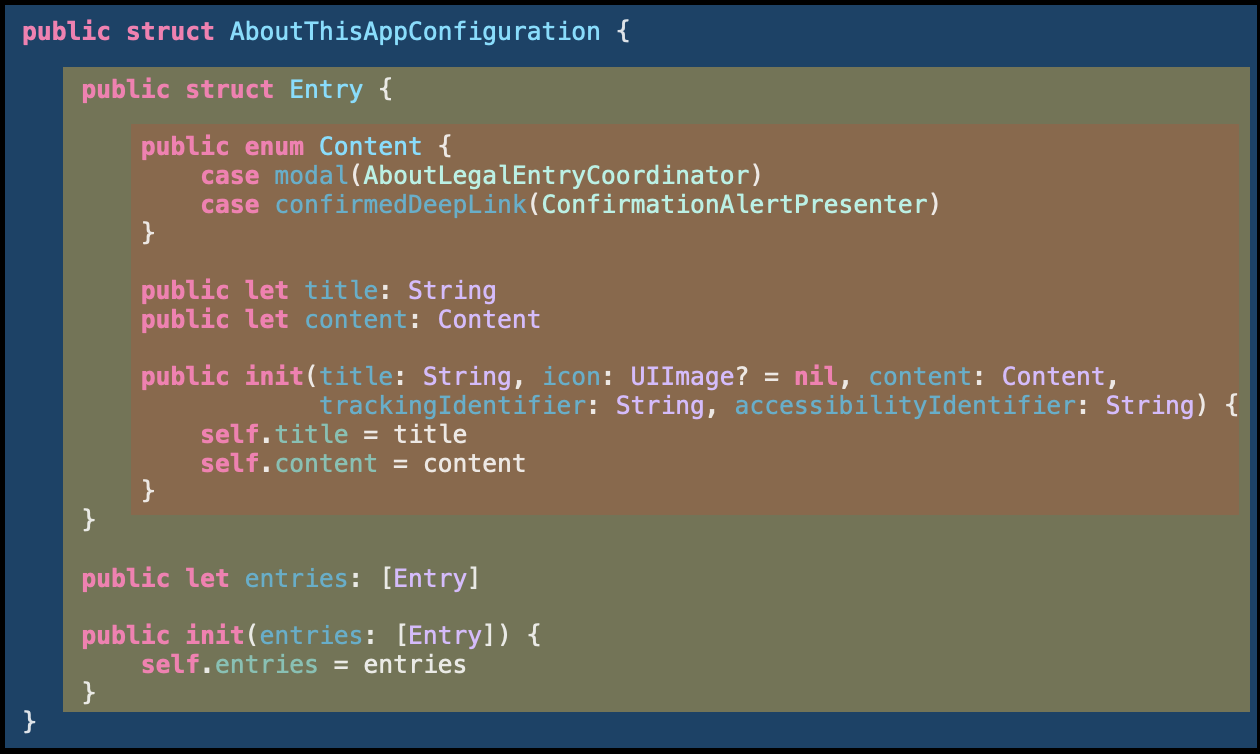 public struct AboutThisAppConfiguration {
public struct Entry {
public enum Content {
case modal(AboutLegalEntryCoordinator)
case confirmedDeepLink(ConfirmationAlertPresenter)
}
public let title: String
public let content: Content
public init(title: String, icon: UIImage? = nil, content: Content,
trackingIdentifier: String, accessibilityIdentifier: String) {
self.title = title
self.content = content
}
}
public let entries: [Entry]
public init(entries: [Entry]) {
self.entries = entries
}
}